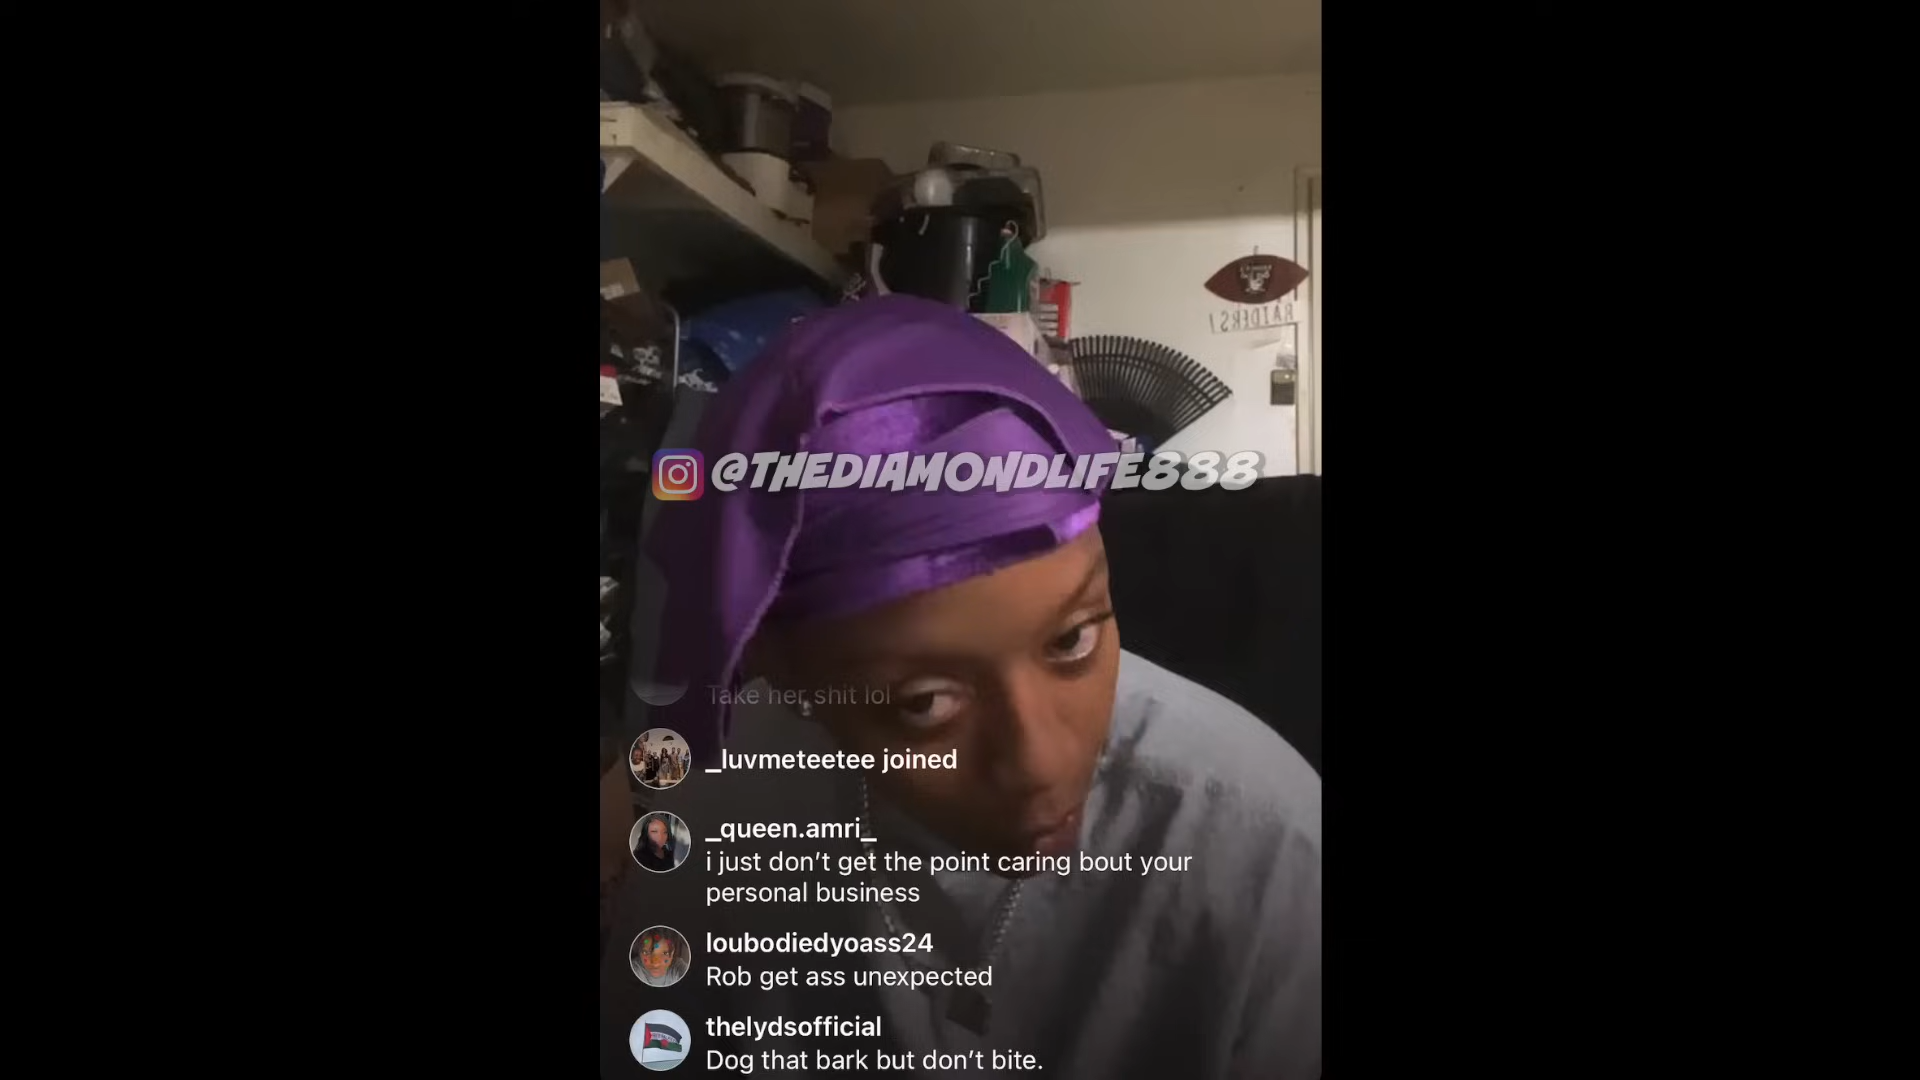 RAIDERS!
@THEDIAMONDLIFE888
Take her shit lol
_luvmeteetee joined
_queen.amri_
i just don’t get the point caring bout your
personal business
loubodiedyoass24
Rob get ass unexpected
thelydsofficial
Dog that bark but don’t bite.